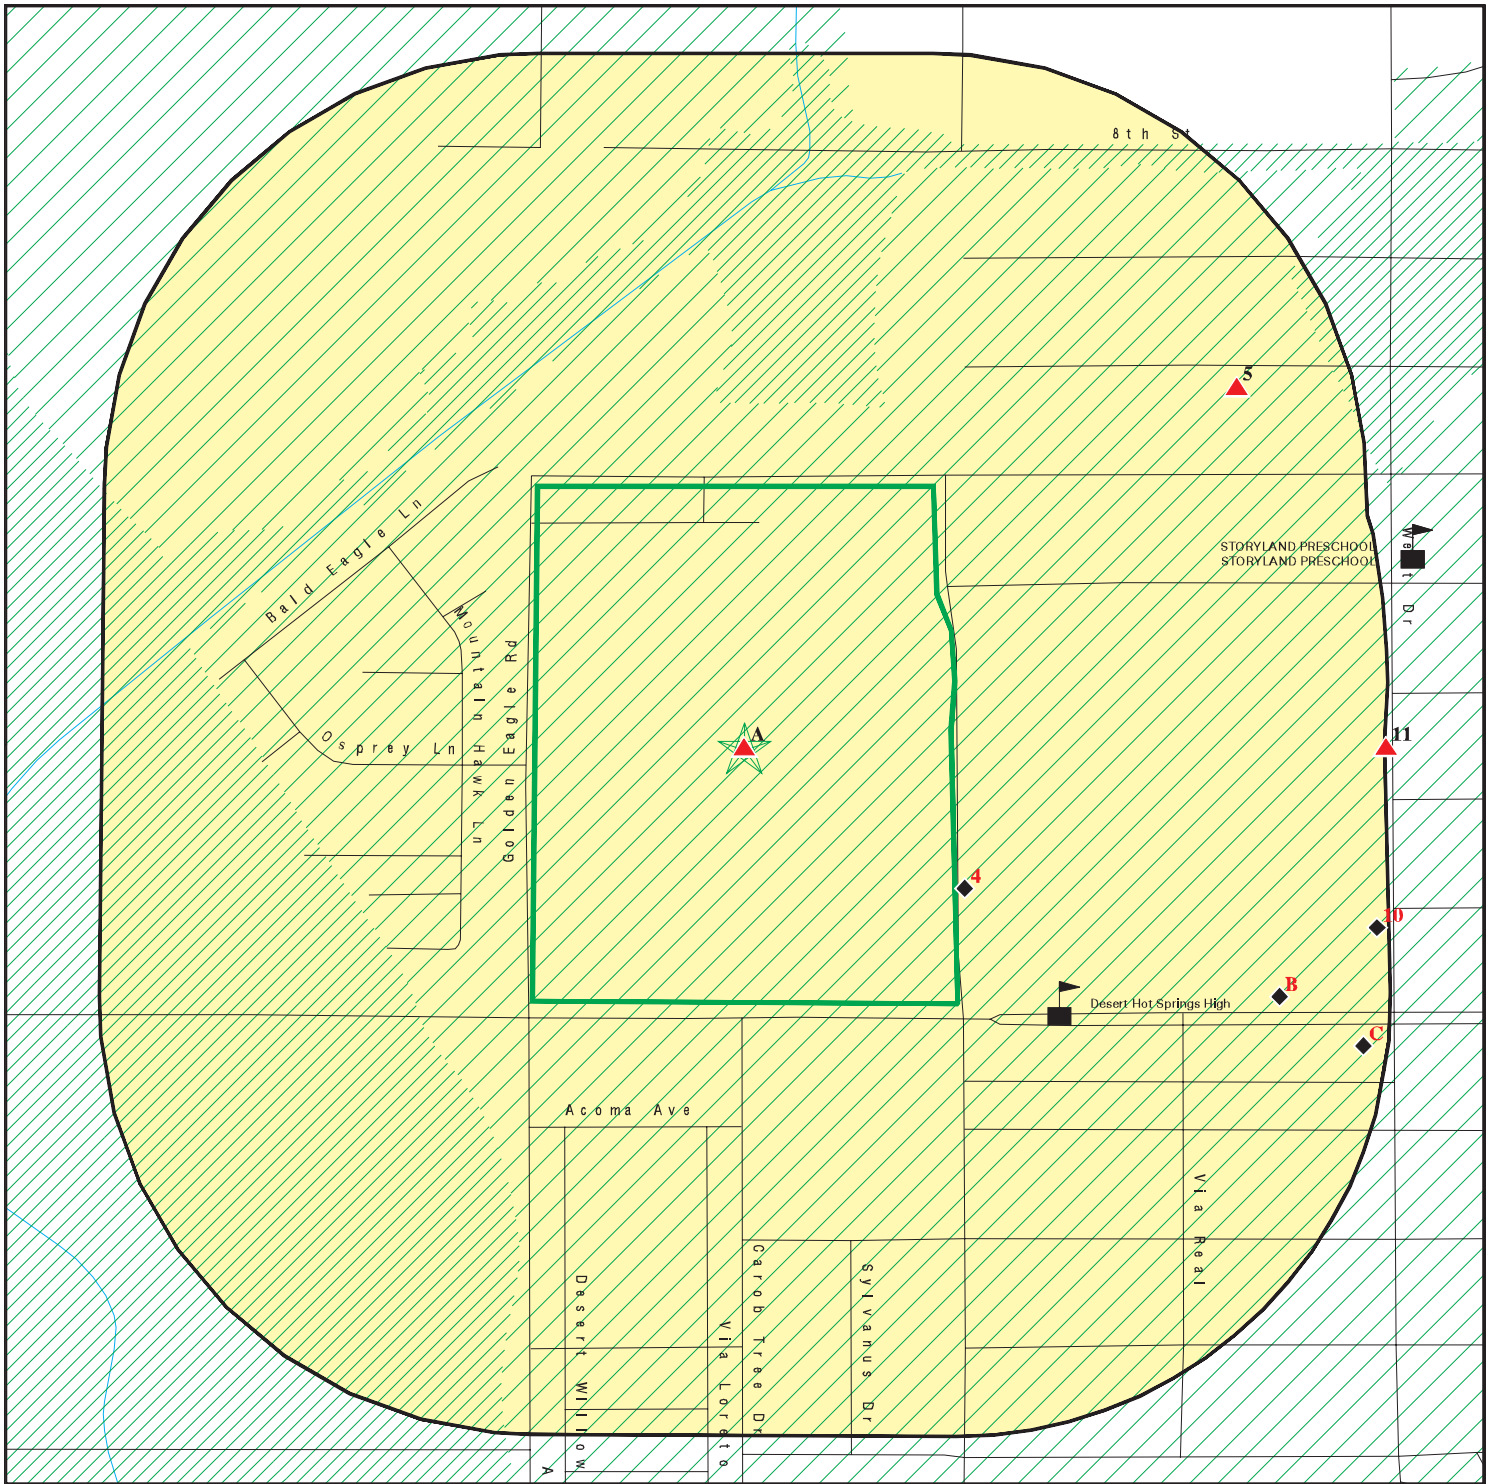 8th St
5
Bald Eagle Ln
STORYLAND PRESCHOOL
STORYLAND PRESCHOOL
West Dr
Mountain Hawk Ln
Golden Eagle Rd
Osprey Ln
A
11
4
10
B
Desert Hot Springs High
C
Acoma Ave
Via Real
Desert Willow
Via Loreto
Carob Tree Dr
Sylvanus Dr
A